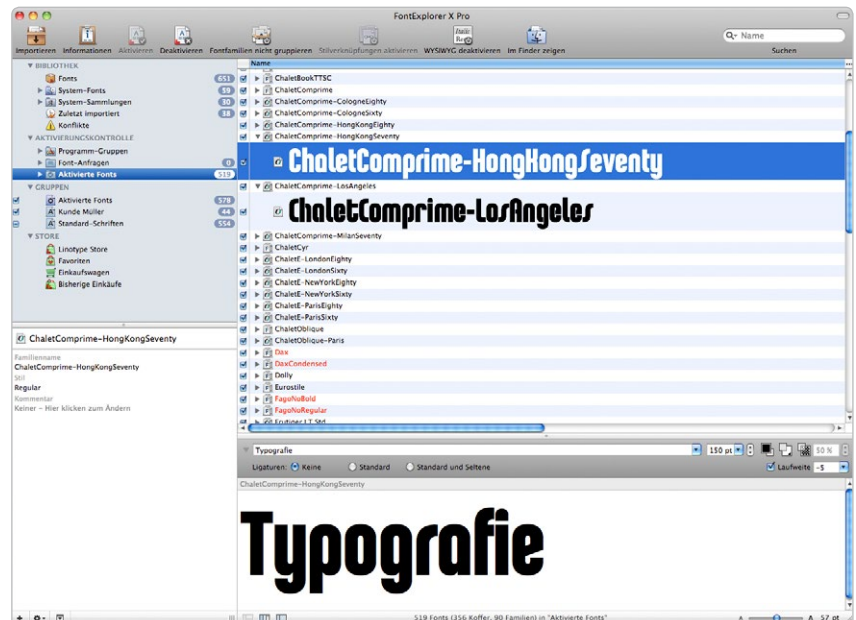 FontExplorer X Pro
Importieren Informationen Aktivieren Deaktivieren Fontfamilien nicht gruppieren Stilverknüpfungen aktivieren WYSIWYG deaktivieren Im Finder zeigen Suchen
Name
BIBLIOTHEK
Fonts 651
System-Fonts 59
System-Sammlungen 30
Zuletzt importiert 18
Konflikte
AKTIVIERUNGSKONTROLLE
Programm-Gruppen
Font-Anfragen 0
Aktivierte Fonts 519
GRUPPEN
Aktivierte Fonts 578
Kunde Müller 44
Standard-Schriften 554
STORE
Linotype Store
Favoriten
Einkaufswagen
Bisherige Einkäufe
ChaletComprime-HongKongSeventy
Familienname
ChaletComprime-HongKongSeventy
Stil
Regular
Kommentar
Keiner - Hier klicken zum Ändern
Name
ChaletBookTTSC
ChaletComprime
ChaletComprime-CologneEighty
ChaletComprime-CologneSixty
ChaletComprime-HongKongEighty
ChaletComprime-HongKongSeventy
ChaletComprime-HongKongSeventy
ChaletComprime-LosAngeles
ChaletComprime-LosAngeles
ChaletComprime-MilanSeventy
ChaletCyr
ChaletE-LondonEighty
ChaletE-LondonSixty
ChaletE-NewYorkEighty
ChaletE-NewYorkSixty
ChaletE-ParisEighty
ChaletE-ParisSixty
ChaletOblique
ChaletOblique-Paris
Dax
DaxCondensed
Dolly
Eurostile
FagoNoBold
FagoNoRegular
Frutiger LT Std
Typografie 150 pt 50 %
Ligaturen: Keine Standard Standard und Seltene Laufweite -5
ChaletComprime-HongKongSeventy
Typografie
519 Fonts (356 Koffer, 90 Familien) in "Aktivierte Fonts" A A 57 pt